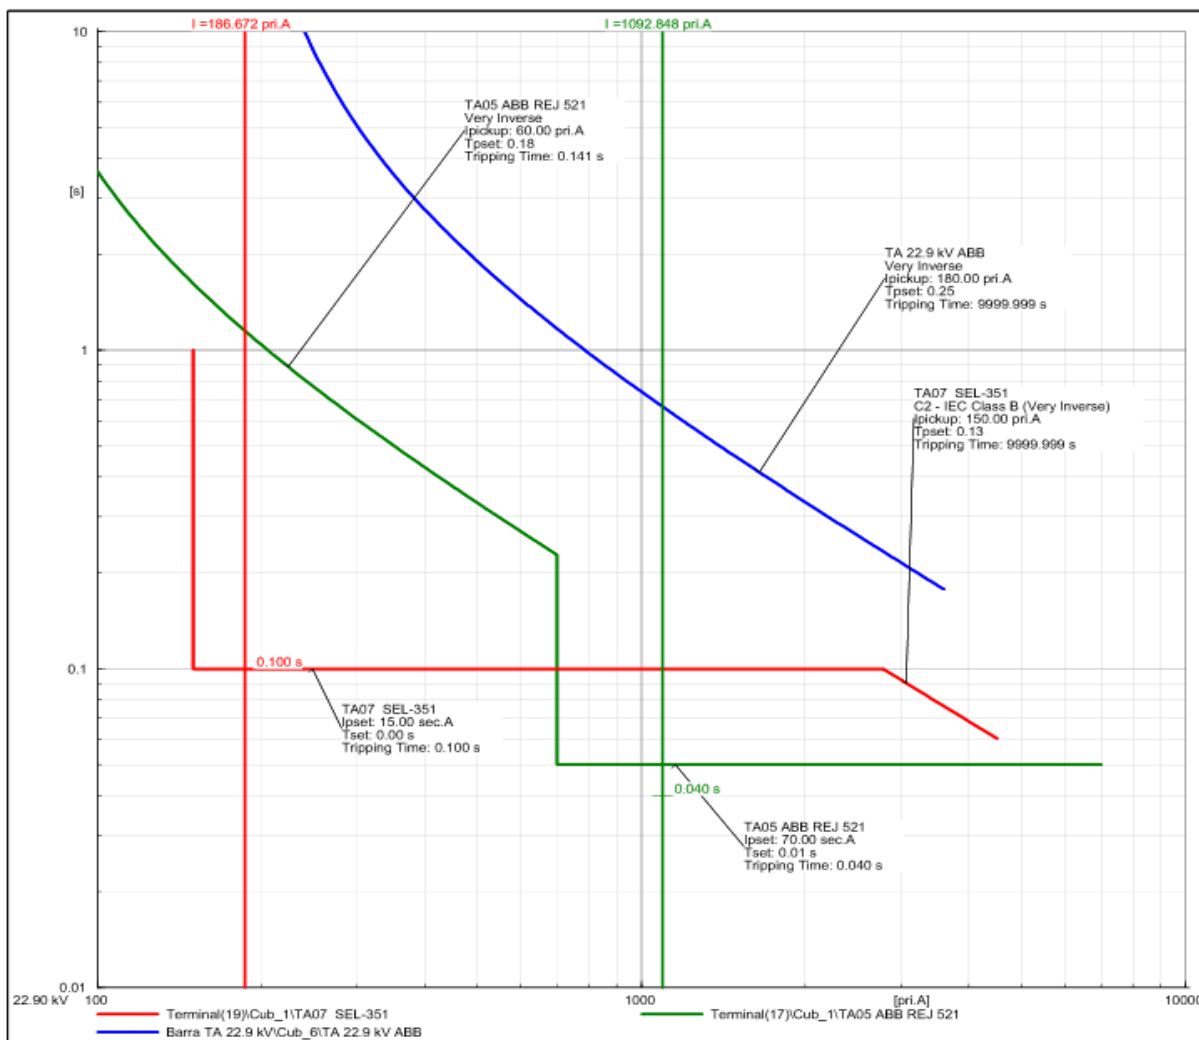 I =186.672 pri.A
I =1092.848 pri.A
10
TA05 ABB REJ 521
Very Inverse
Ipickup: 60.00 pri.A
Tpset: 0.18
Tripping Time: 0.141 s
[s]
TA 22.9 kV ABB
Very Inverse
Ipickup: 180.00 pri.A
Tpset: 0.25
Tripping Time: 9999.999 s
1
TA07 SEL-351
C2 - IEC Class B (Very Inverse)
Ipickup: 150.00 pri.A
Tpset: 0.13
Tripping Time: 9999.999 s
0.100 s
0.1
TA07 SEL-351
Ipset: 15.00 sec.A
Tset: 0.00 s
Tripping Time: 0.100 s
0.040 s
TA05 ABB REJ 521
Ipset: 70.00 sec.A
Tset: 0.01 s
Tripping Time: 0.040 s
0.01
22.90 kV
100
1000
[pri.A]
10000
Terminal(19)\Cub_1\TA07 SEL-351
Terminal(17)\Cub_1\TA05 ABB REJ 521
Barra TA 22.9 kV\Cub_6\TA 22.9 kV ABB